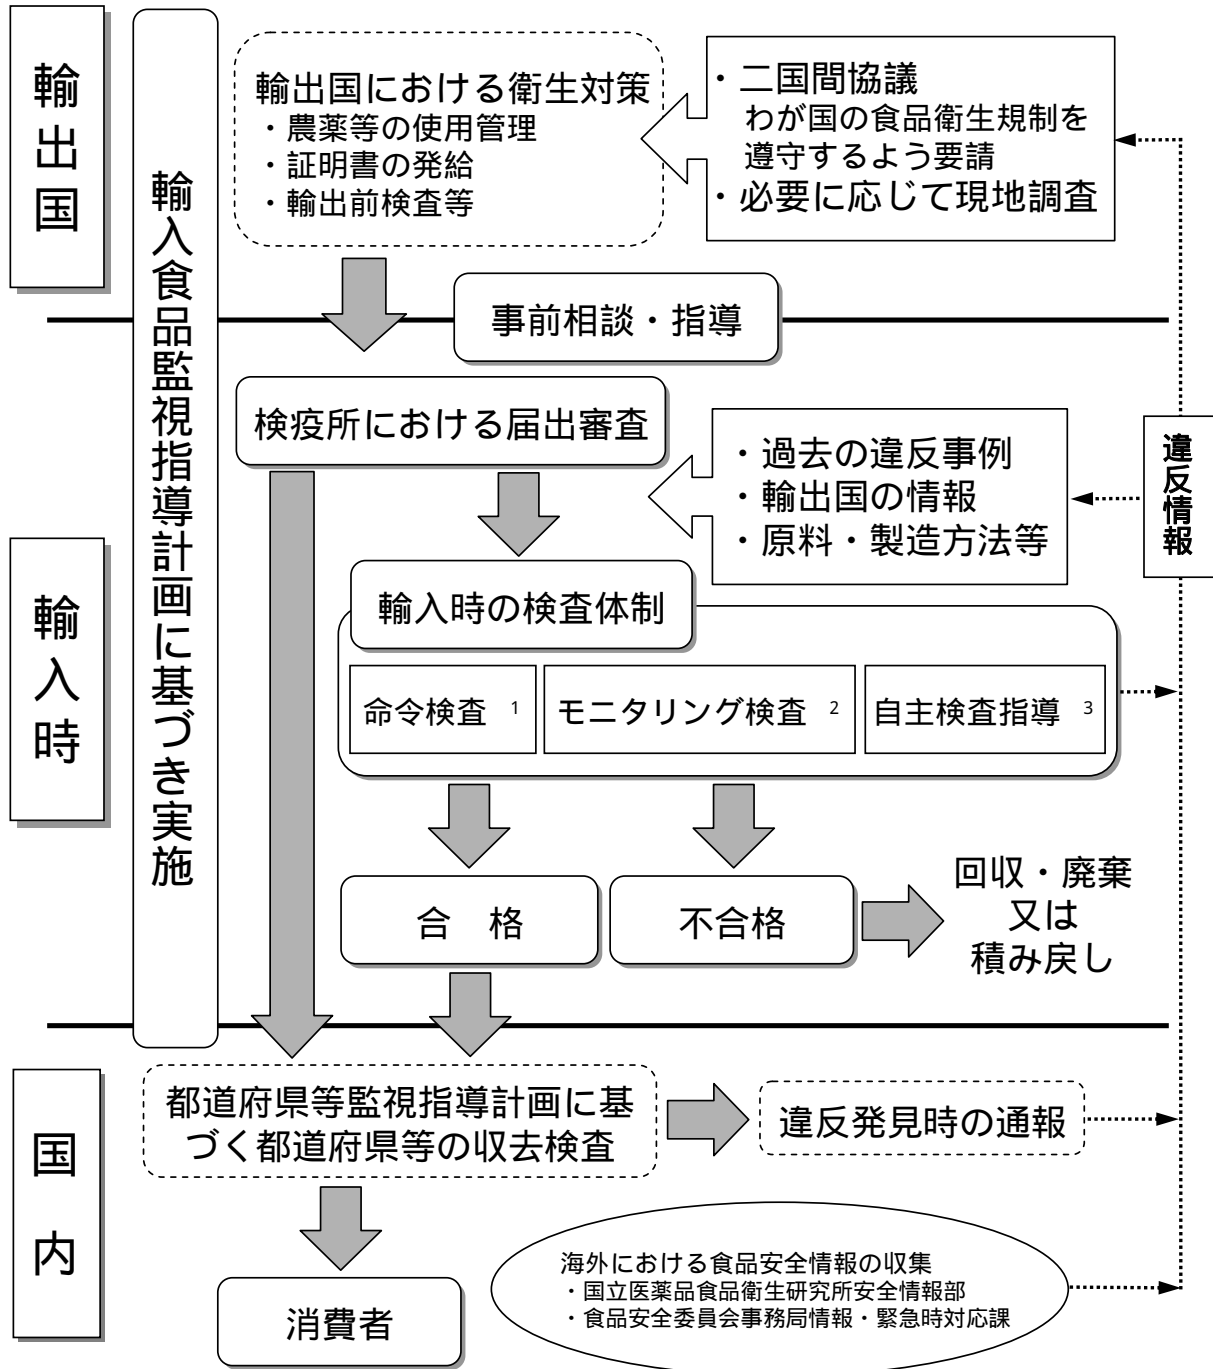 輸出国
輸入食品監視指導計画に基づき実施
輸出国における衛生対策
・農薬等の使用管理
・証明書の発給
・輸出前検査等
・二国間協議
わが国の食品衛生規制を
遵守するよう要請
・必要に応じて現地調査
事前相談・指導
輸入時
検疫所における届出審査
・過去の違反事例
・輸出国の情報
・原料・製造方法等
違反情報
輸入時の検査体制
命令検査 1
モニタリング検査 2
自主検査指導 3
合　格
不合格
回収・廃棄
又は
積み戻し
国内
都道府県等監視指導計画に基
づく都道府県等の収去検査
違反発見時の通報
海外における食品安全情報の収集
・国立医薬品食品衛生研究所安全情報部
・食品安全委員会事務局情報・緊急時対応課
消費者